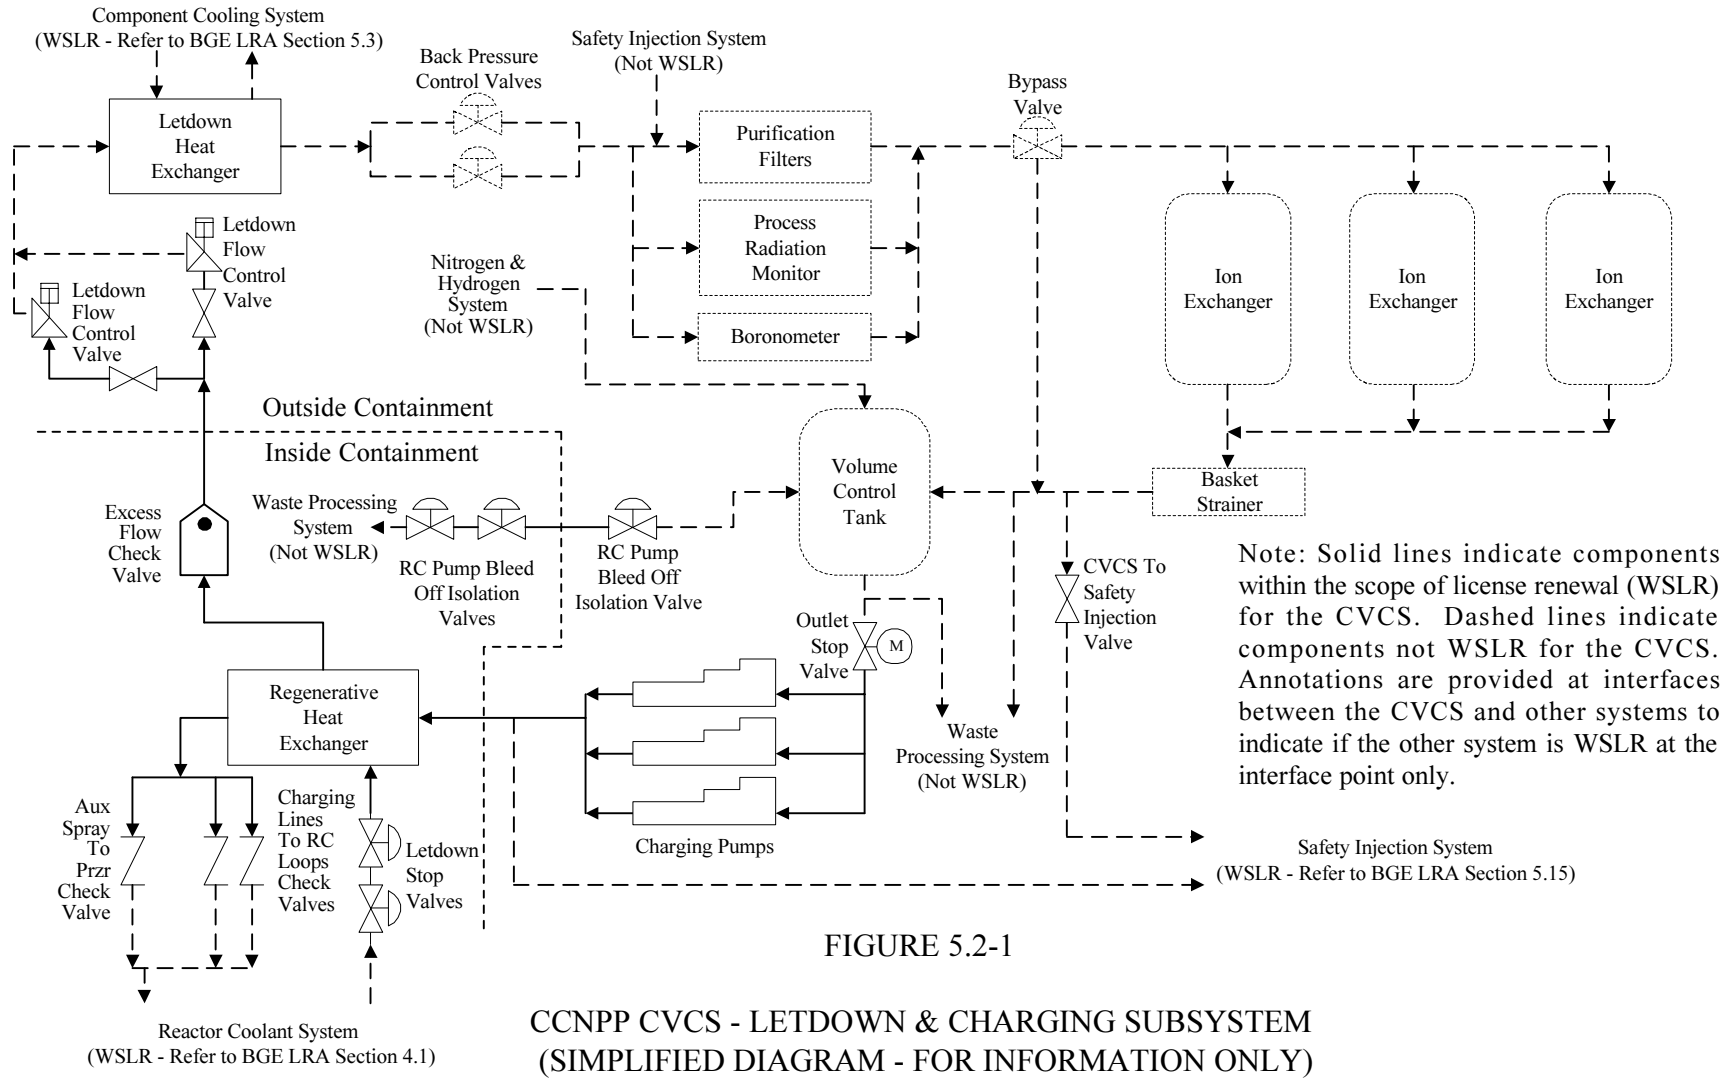 Component Cooling System
(WSLR - Refer to BGE LRA Section 5.3)
Back Pressure
Control Valves
Safety Injection System
(Not WSLR)
Bypass
Valve
Letdown
Heat
Exchanger
Purification
Filters
Letdown
Flow
Control
Valve
Process
Radiation
Monitor
Nitrogen &
Hydrogen
System
(Not WSLR)
Ion
Exchanger
Ion
Exchanger
Ion
Exchanger
Letdown
Flow
Control
Valve
Boronometer
Outside Containment
Inside Containment
Volume
Control
Tank
Basket
Strainer
Waste Processing
System
(Not WSLR)
Excess
Flow
Check
Valve
RC Pump Bleed
Off Isolation
Valves
RC Pump
Bleed Off
Isolation Valve
CVCS To
Safety
Injection
Valve
Note: Solid lines indicate components
within the scope of license renewal (WSLR)
for the CVCS. Dashed lines indicate
components not WSLR for the CVCS.
Annotations are provided at interfaces
between the CVCS and other systems to
indicate if the other system is WSLR at the
interface point only.
Outlet
Stop
Valve
M
Regenerative
Heat
Exchanger
Waste
Processing System
(Not WSLR)
Aux
Spray
To
Przr
Check
Valve
Charging
Lines
To RC
Loops
Check
Valves
Letdown
Stop
Valves
Charging Pumps
Safety Injection System
(WSLR - Refer to BGE LRA Section 5.15)
Reactor Coolant System
(WSLR - Refer to BGE LRA Section 4.1)
FIGURE 5.2-1
CCNPP CVCS - LETDOWN & CHARGING SUBSYSTEM
(SIMPLIFIED DIAGRAM - FOR INFORMATION ONLY)